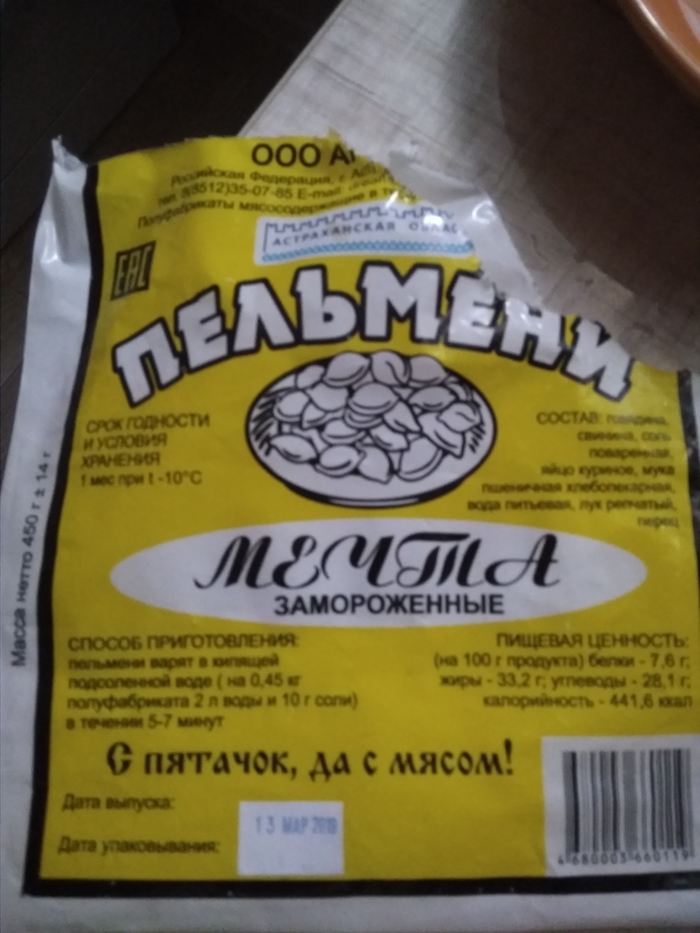 ООО
Российская Федерация, г.
тел. 8(8512)35-07-85 E-mail:
Полуфабрикаты мясосодержащие в
АСТРАХАНСКАЯ
ЕАС
ПЕЛЬМЕНИ
СРОК ГОДНОСТИ
И УСЛОВИЯ
ХРАНЕНИЯ
1 мес при t -10°С
СОСТАВ: говядина,
свинина, соль
поваренная,
яйцо куриное, мука
пшеничная хлебопекарная,
вода питьевая, лук репчатый,
перец
Масса нетто 450 г ± 14 г
МЕЧТА
ЗАМОРОЖЕННЫЕ
СПОСОБ ПРИГОТОВЛЕНИЯ:
пельмени варят в кипящей
подсоленной воде ( на 0,45 кг
полуфабриката 2 л воды и 10 г соли)
в течении 5-7 минут
ПИЩЕВАЯ ЦЕННОСТЬ:
(на 100 г продукта) белки - 7,6 г;
жиры - 33,2 г; углеводы - 28,1 г;
калорийность - 441,6 ккал
С пятачок, да с мясом!
Дата выпуска:
Дата упаковывания:
13 МАР
4 680003 660119